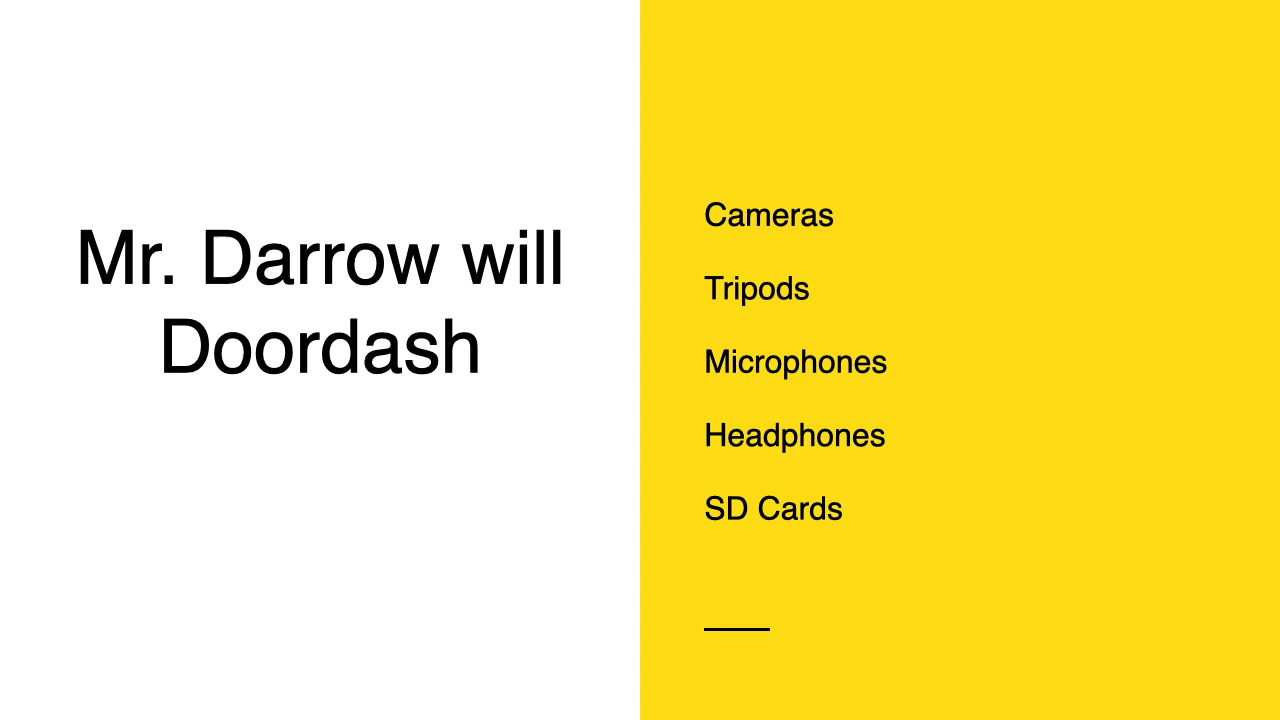 Mr. Darrow will
Doordash
Cameras
Tripods
Microphones
Headphones
SD Cards